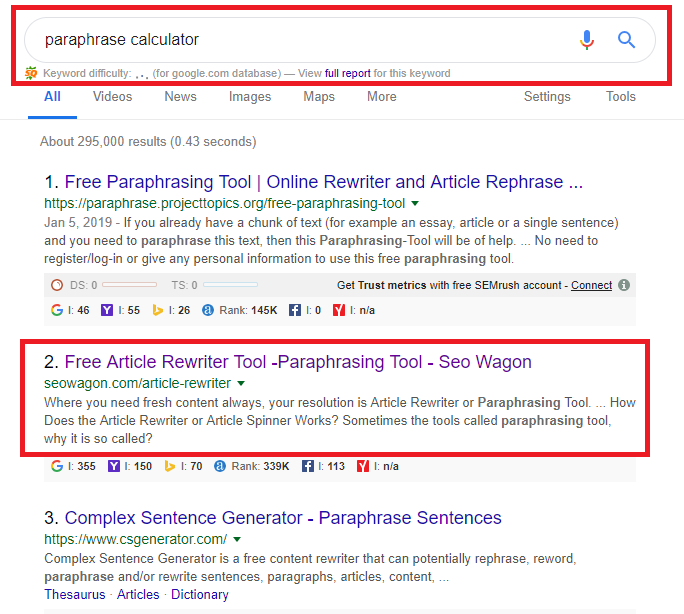 paraphrase calculator
Keyword difficulty: . . . (for google.com database) — View full report for this keyword
All Videos News Images Maps More Settings Tools
About 295,000 results (0.43 seconds)
1. Free Paraphrasing Tool | Online Rewriter and Article Rephrase ...
https://paraphrase.projecttopics.org/free-paraphrasing-tool
Jan 5, 2019 - If you already have a chunk of text (for example an essay, article or a single sentence)
and you need to paraphrase this text, then this Paraphrasing-Tool will be of help. ... No need to
register/log-in or give any personal information to use this free paraphrasing tool.
DS: 0 TS: 0 Get Trust metrics with free SEMrush account - Connect
I: 46 I: 55 I: 26 Rank: 145K I: 0 I: n/a
2. Free Article Rewriter Tool -Paraphrasing Tool - Seo Wagon
seowagon.com/article-rewriter
Where you need fresh content always, your resolution is Article Rewriter or Paraphrasing Tool. ... How
Does the Article Rewriter or Article Spinner Works? Sometimes the tools called paraphrasing tool,
why it is so called?
I: 355 I: 150 I: 70 Rank: 339K I: 113 I: n/a
3. Complex Sentence Generator - Paraphrase Sentences
https://www.csgenerator.com/
Complex Sentence Generator is a free content rewriter that can potentially rephrase, reword,
paraphrase and/or rewrite sentences, paragraphs, articles, content, ...
Thesaurus · Articles · Dictionary